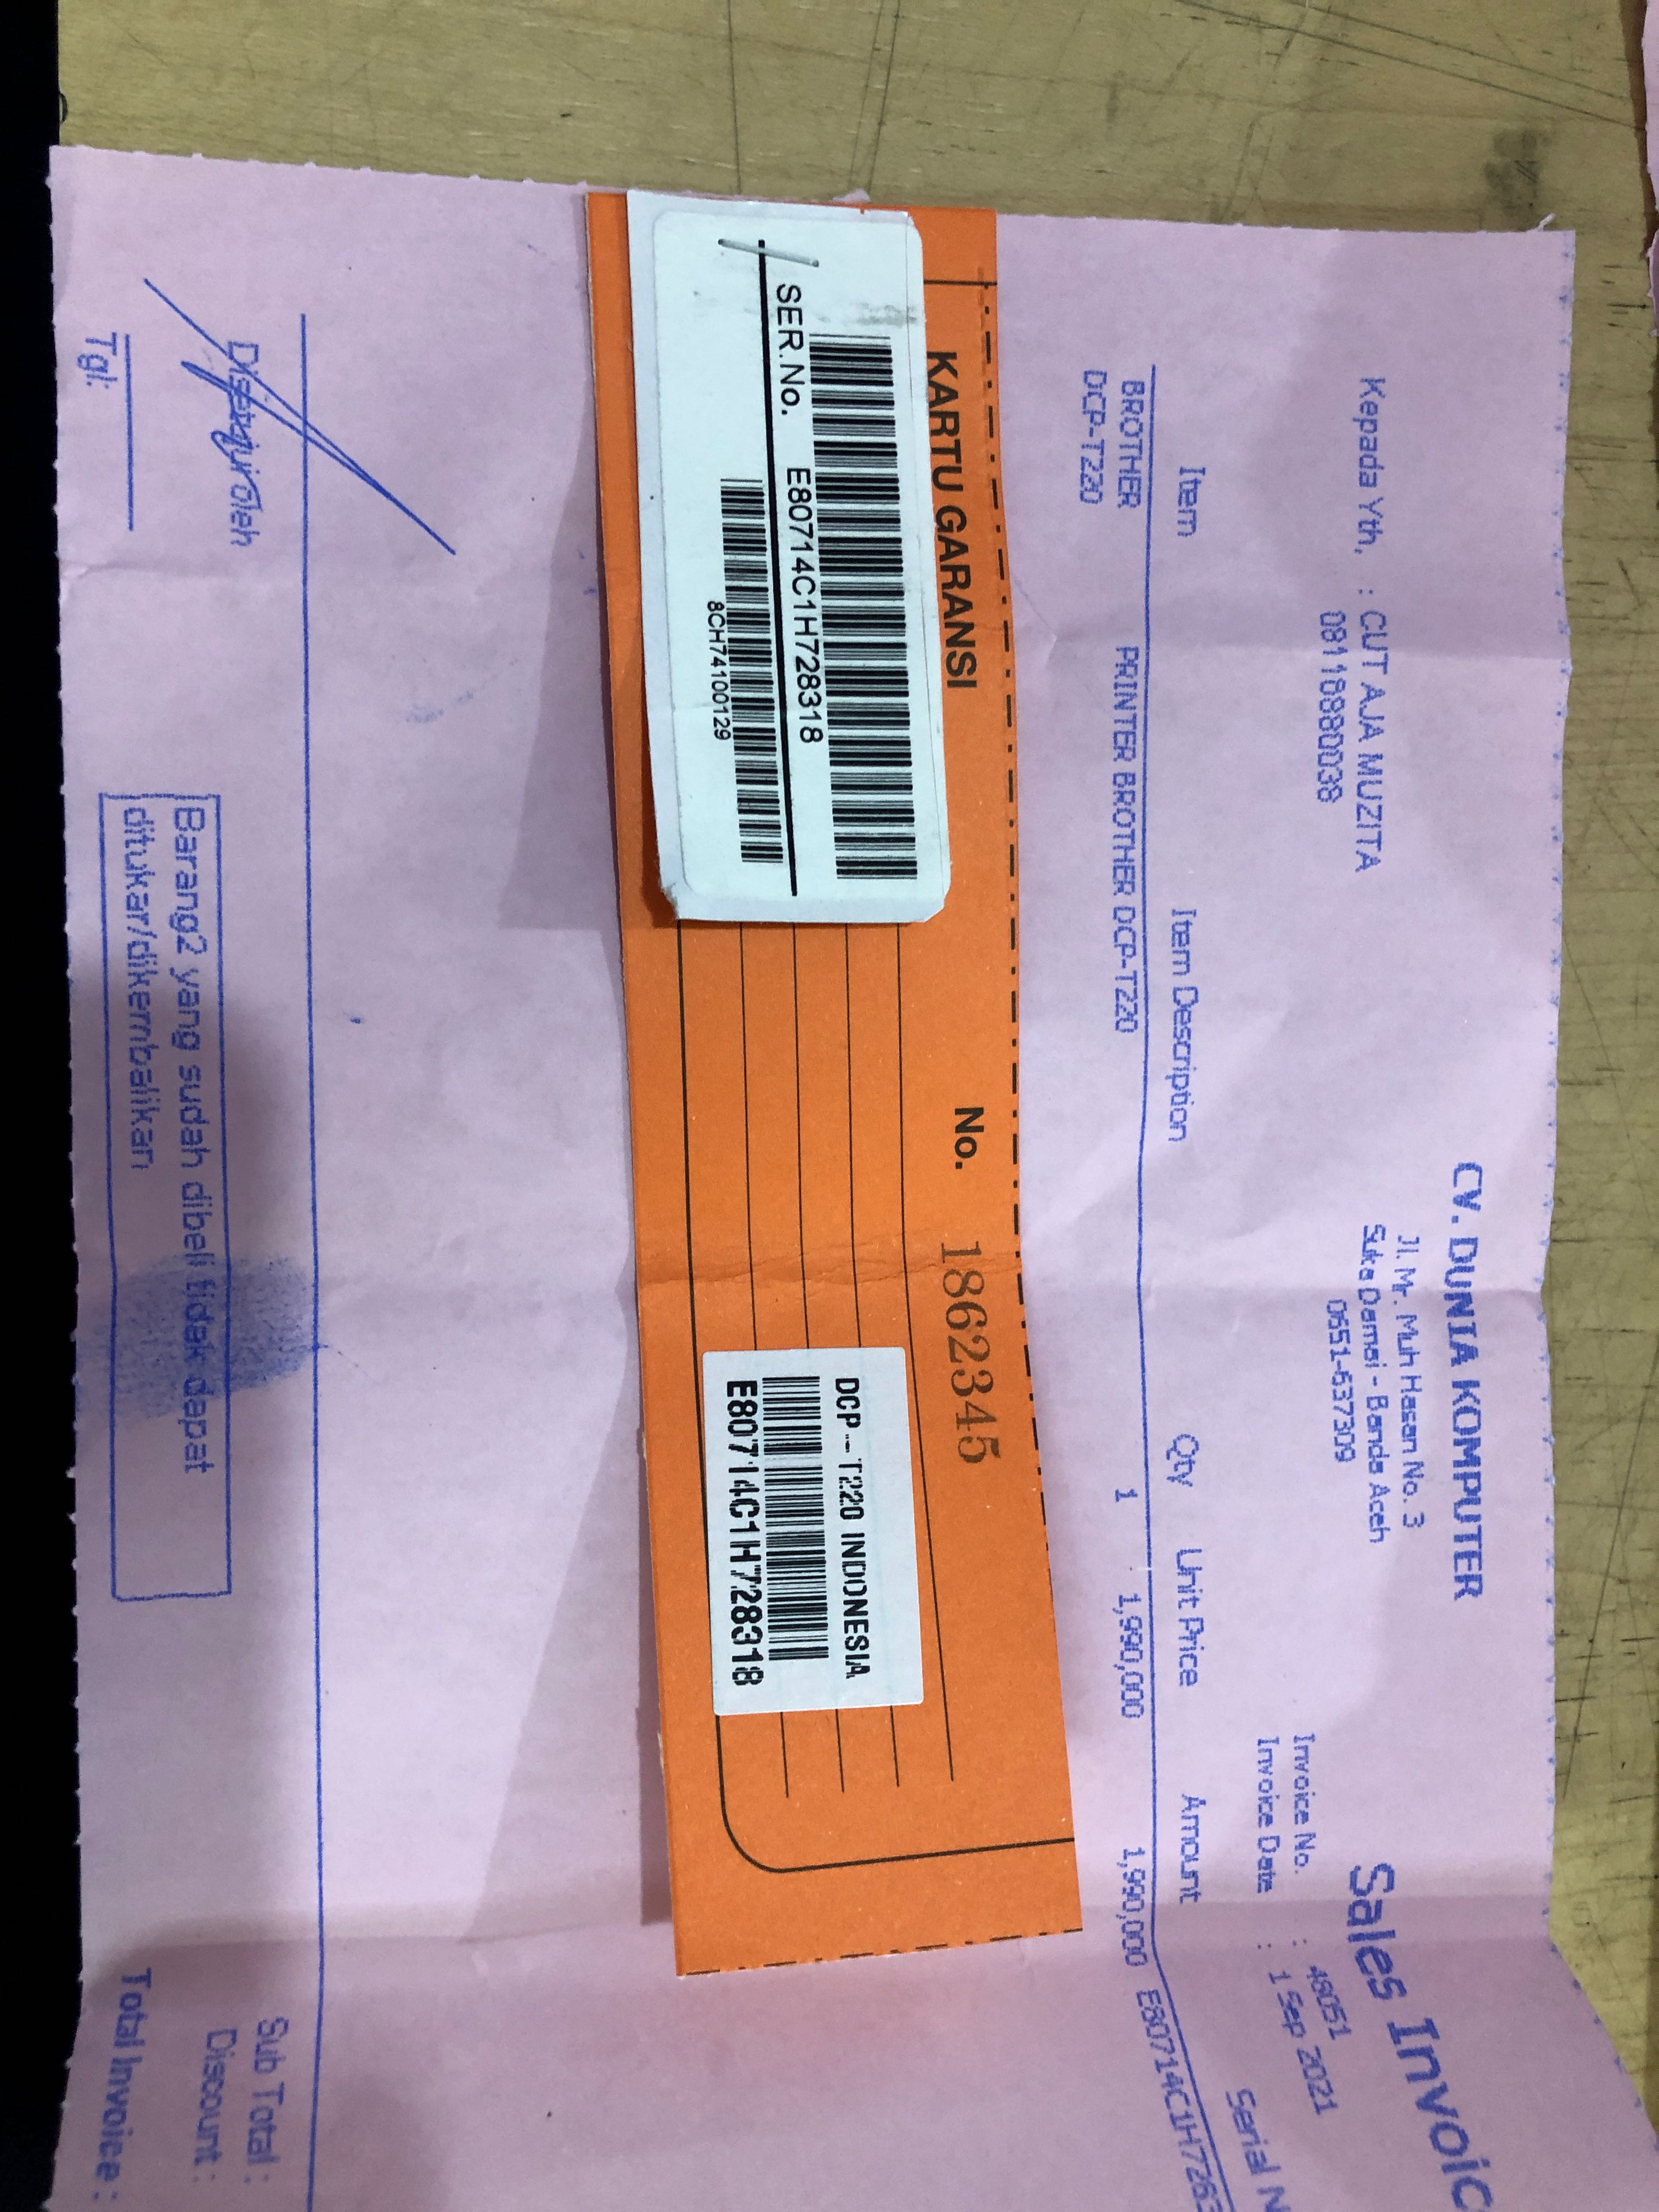 CV. DUNIA KOMPUTER
Jl. Mr. Muh Hasan No. 3
Suka Damai - Banda Aceh
0651-637309
Sales Invoic
Kepada Yth, : CUT AJA MUZITA
08116880038
Invoice No. : 48051
Invoice Date : 1 Sep 2021
Item Item Description Qty Unit Price Amount Serial N
BROTHER PRINTER BROTHER DCP-T220 1 1,990,000 1,990,000 E80714C1H7283
DCP-T220
KARTU GARANSI No. 1862345
SER.No. E80714C1H728318
8CH74100129
DCP-T220 INDONESIA
E80714C1H728318
Disetujui oleh
Tgl:
Barang2 yang sudah dibeli tidak dapat
ditukar/dikembalikan
Sub Total :
Discount :
Total Invoice :